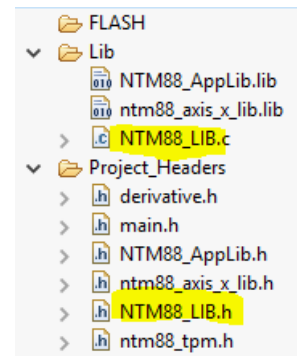 FLASH
Lib
NTM88_AppLib.lib
ntm88_axis_x_lib.lib
NTM88_LIB.c
Project_Headers
derivative.h
main.h
NTM88_AppLib.h
ntm88_axis_x_lib.h
NTM88_LIB.h
ntm88_tpm.h